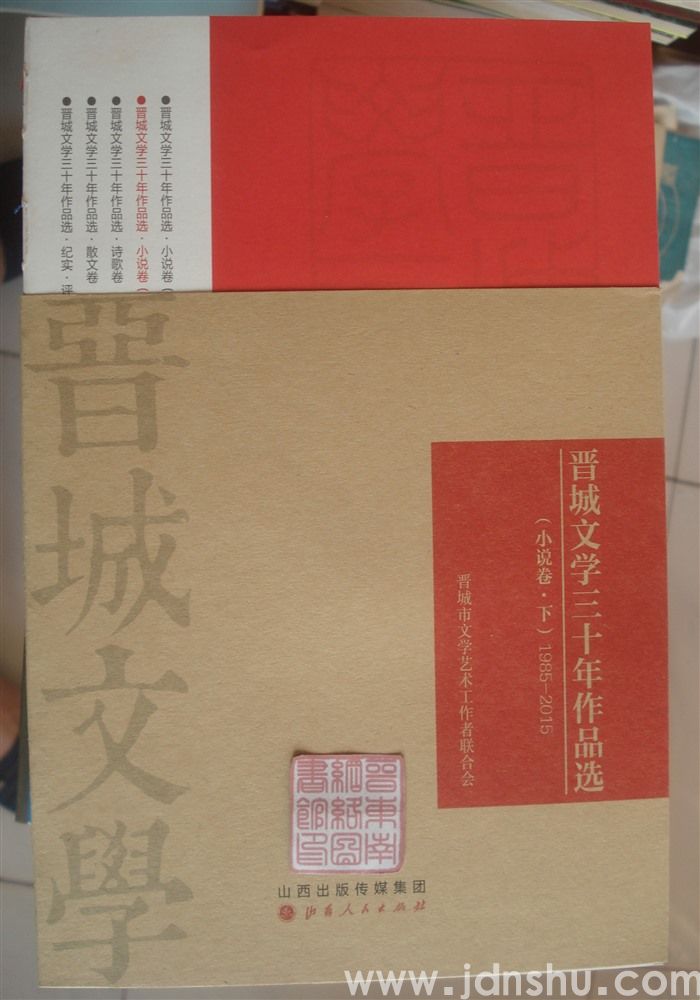 晋城文学三十年作品选·小说卷(
晋城文学三十年作品选·小说卷(
晋城文学三十年作品选·诗歌卷
晋城文学三十年作品选·散文卷
晋城文学三十年作品选·纪实·评
晋城文學
晋城文学三十年作品选
(小说卷·下)1985—2015
晋城市文学艺术工作者联合会
晋东南
網絡圖
書館印
山西出版传媒集团
山西人民出版社
www.jdnshu.com